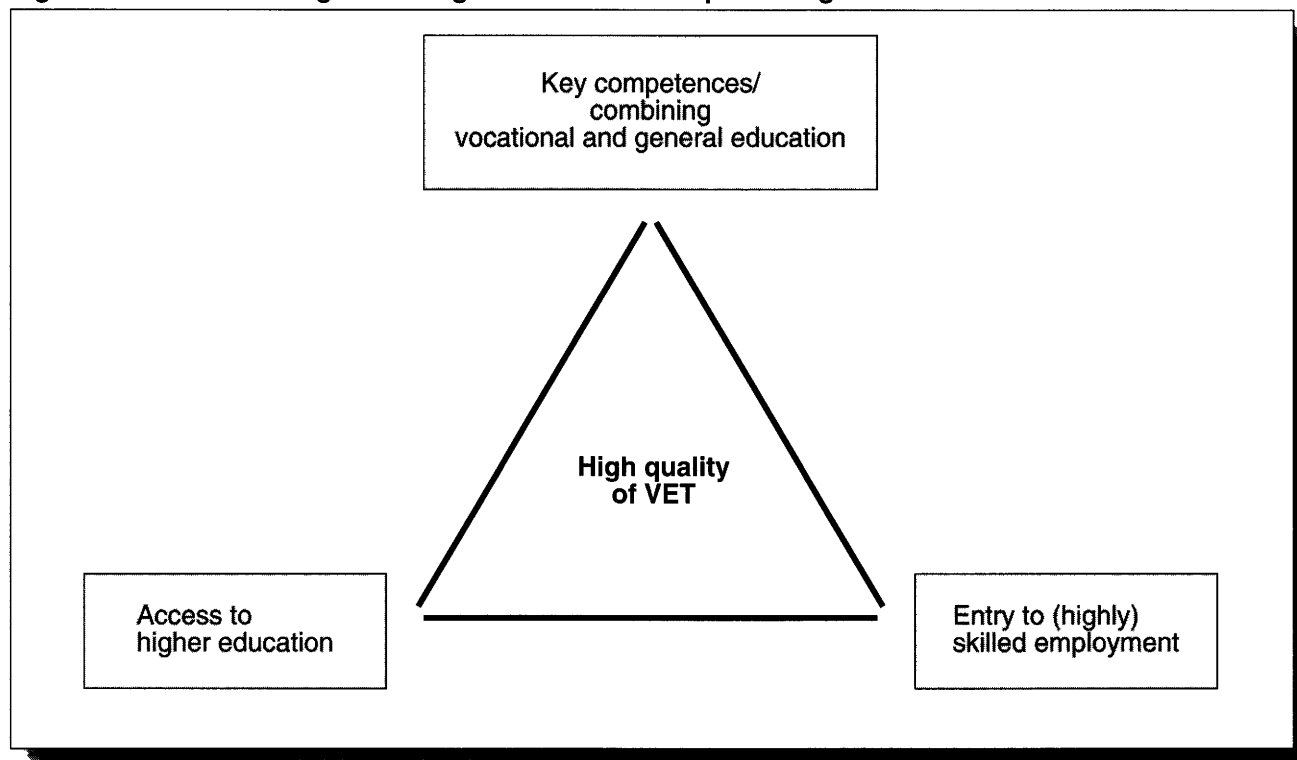 Key competences/
combining
vocational and general education
High quality
of VET
Access to
higher education
Entry to (highly)
skilled employment